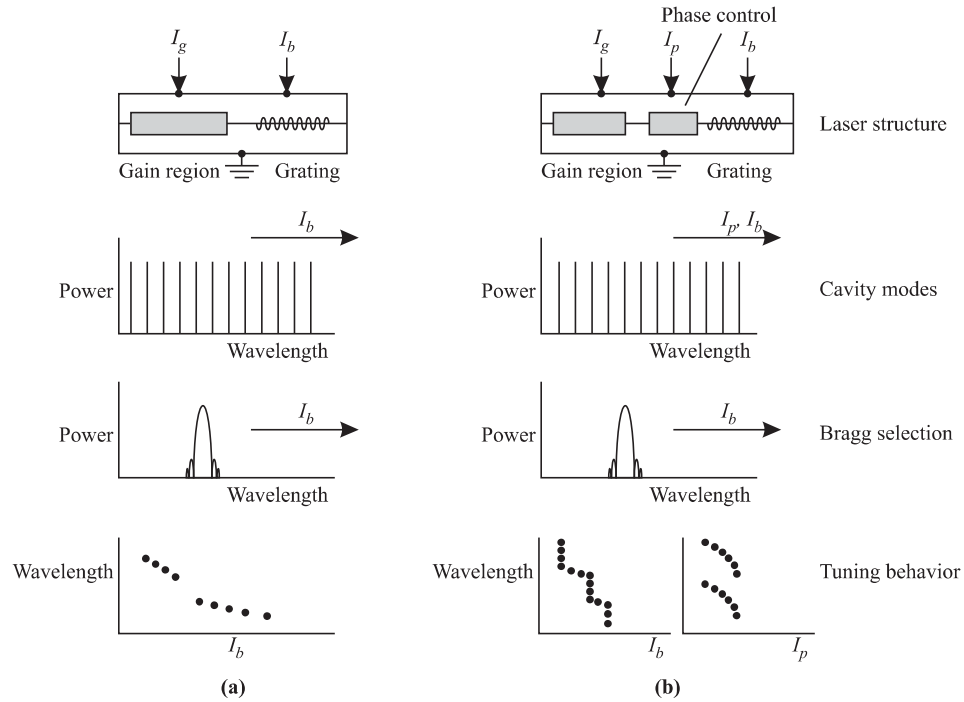 Phase control
I_g
I_b
I_g
I_p
I_b
Laser structure
Gain region
Grating
Gain region
Grating
I_b
I_p, I_b
Power
Power
Cavity modes
Wavelength
Wavelength
I_b
I_b
Power
Power
Bragg selection
Wavelength
Wavelength
Wavelength
Wavelength
Tuning behavior
I_b
I_b
I_p
(a)
(b)